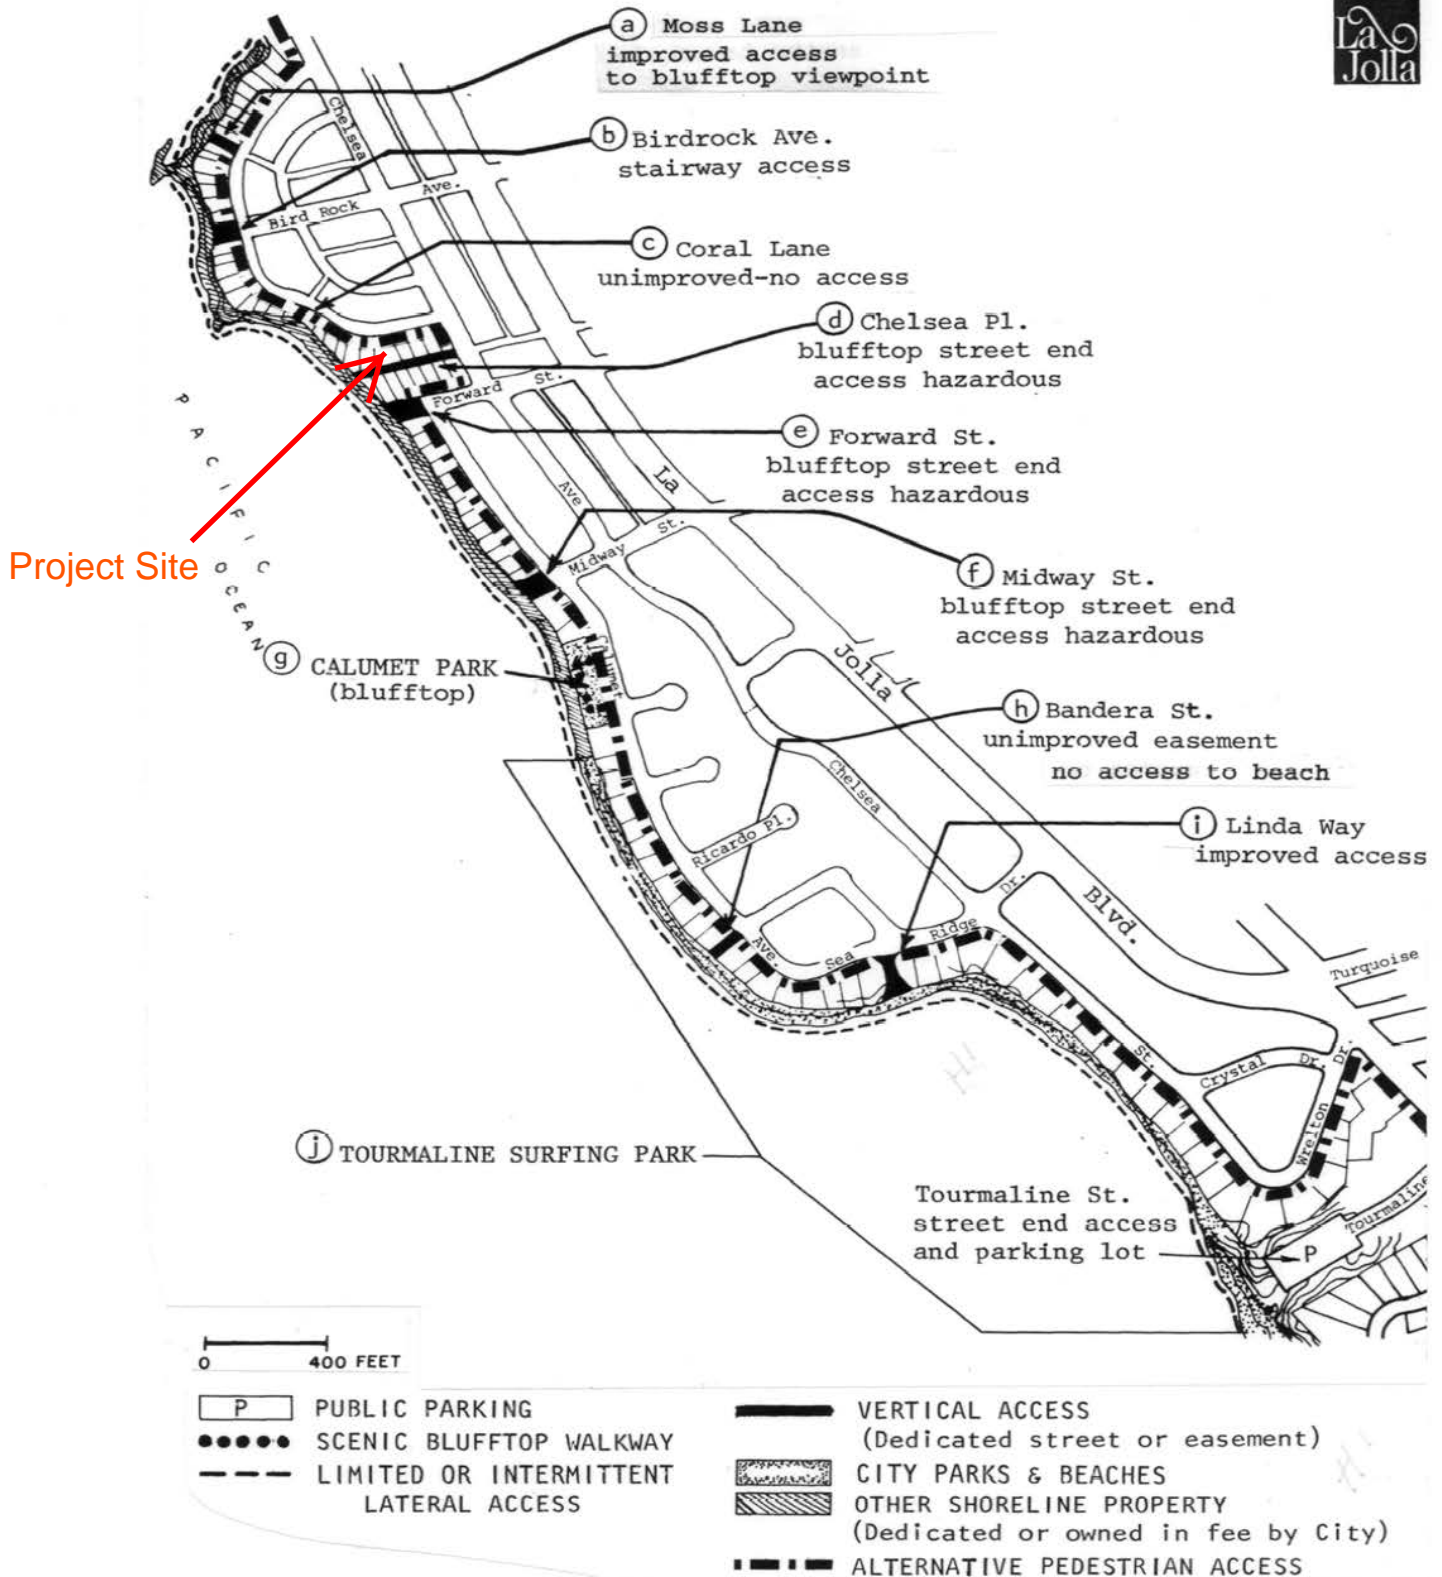 La
Jolla
a Moss Lane
improved access
to blufftop viewpoint
b Birdrock Ave.
stairway access
c Coral Lane
unimproved-no access
d Chelsea Pl.
blufftop street end
access hazardous
e Forward St.
blufftop street end
access hazardous
f Midway St.
blufftop street end
access hazardous
g CALUMET PARK
(blufftop)
h Bandera St.
unimproved easement
no access to beach
i Linda Way
improved access
j TOURMALINE SURFING PARK
Tourmaline St.
street end access
and parking lot
P
Project Site
PACIFIC
OCEAN
Chelsea
Bird Rock Ave.
Forward St.
Ave
Midway St.
La Jolla Blvd.
Chelsea Dr.
Ricardo Pl.
Ave.
Sea Ridge
St.
Turquoise
Crystal Dr.
Wrelton Dr.
Tourmaline
0 400 FEET
P PUBLIC PARKING
SCENIC BLUFFTOP WALKWAY
LIMITED OR INTERMITTENT
LATERAL ACCESS
VERTICAL ACCESS
(Dedicated street or easement)
CITY PARKS & BEACHES
OTHER SHORELINE PROPERTY
(Dedicated or owned in fee by City)
ALTERNATIVE PEDESTRIAN ACCESS